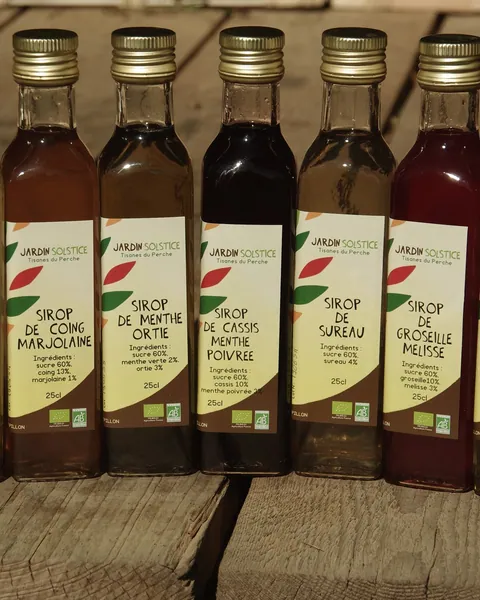 JARDIN SOLSTICE
Tisanes du Perche
SIROP
DE COING
MARJOLAINE
Ingrédients :
sucre 60%,
coing 13%,
marjolaine 1%
25cl
JARDIN SOLSTICE
Tisanes du Perche
SIROP
DE MENTHE
ORTIE
Ingrédients :
sucre 60%,
menthe verte 2%,
ortie 3%
25cl
PILLON
JARDIN SOLSTICE
Tisanes du Perche
SIROP
DE CASSIS
MENTHE
POIVREE
Ingrédients :
sucre 60%
cassis 10%
menthe poivrée 2%
25cl
JARDIN SOLSTICE
Tisanes du Perche
SIROP
DE
SUREAU
Ingrédients :
sucre 60%
sureau 4%
25cl
PILLON
JARDIN SOLSTICE
Tisanes du Perche
SIROP
DE
GROSEILLE
MELISSE
Ingrédients :
sucre 60%
groseille10%
melisse 3%
25cl
PILLON